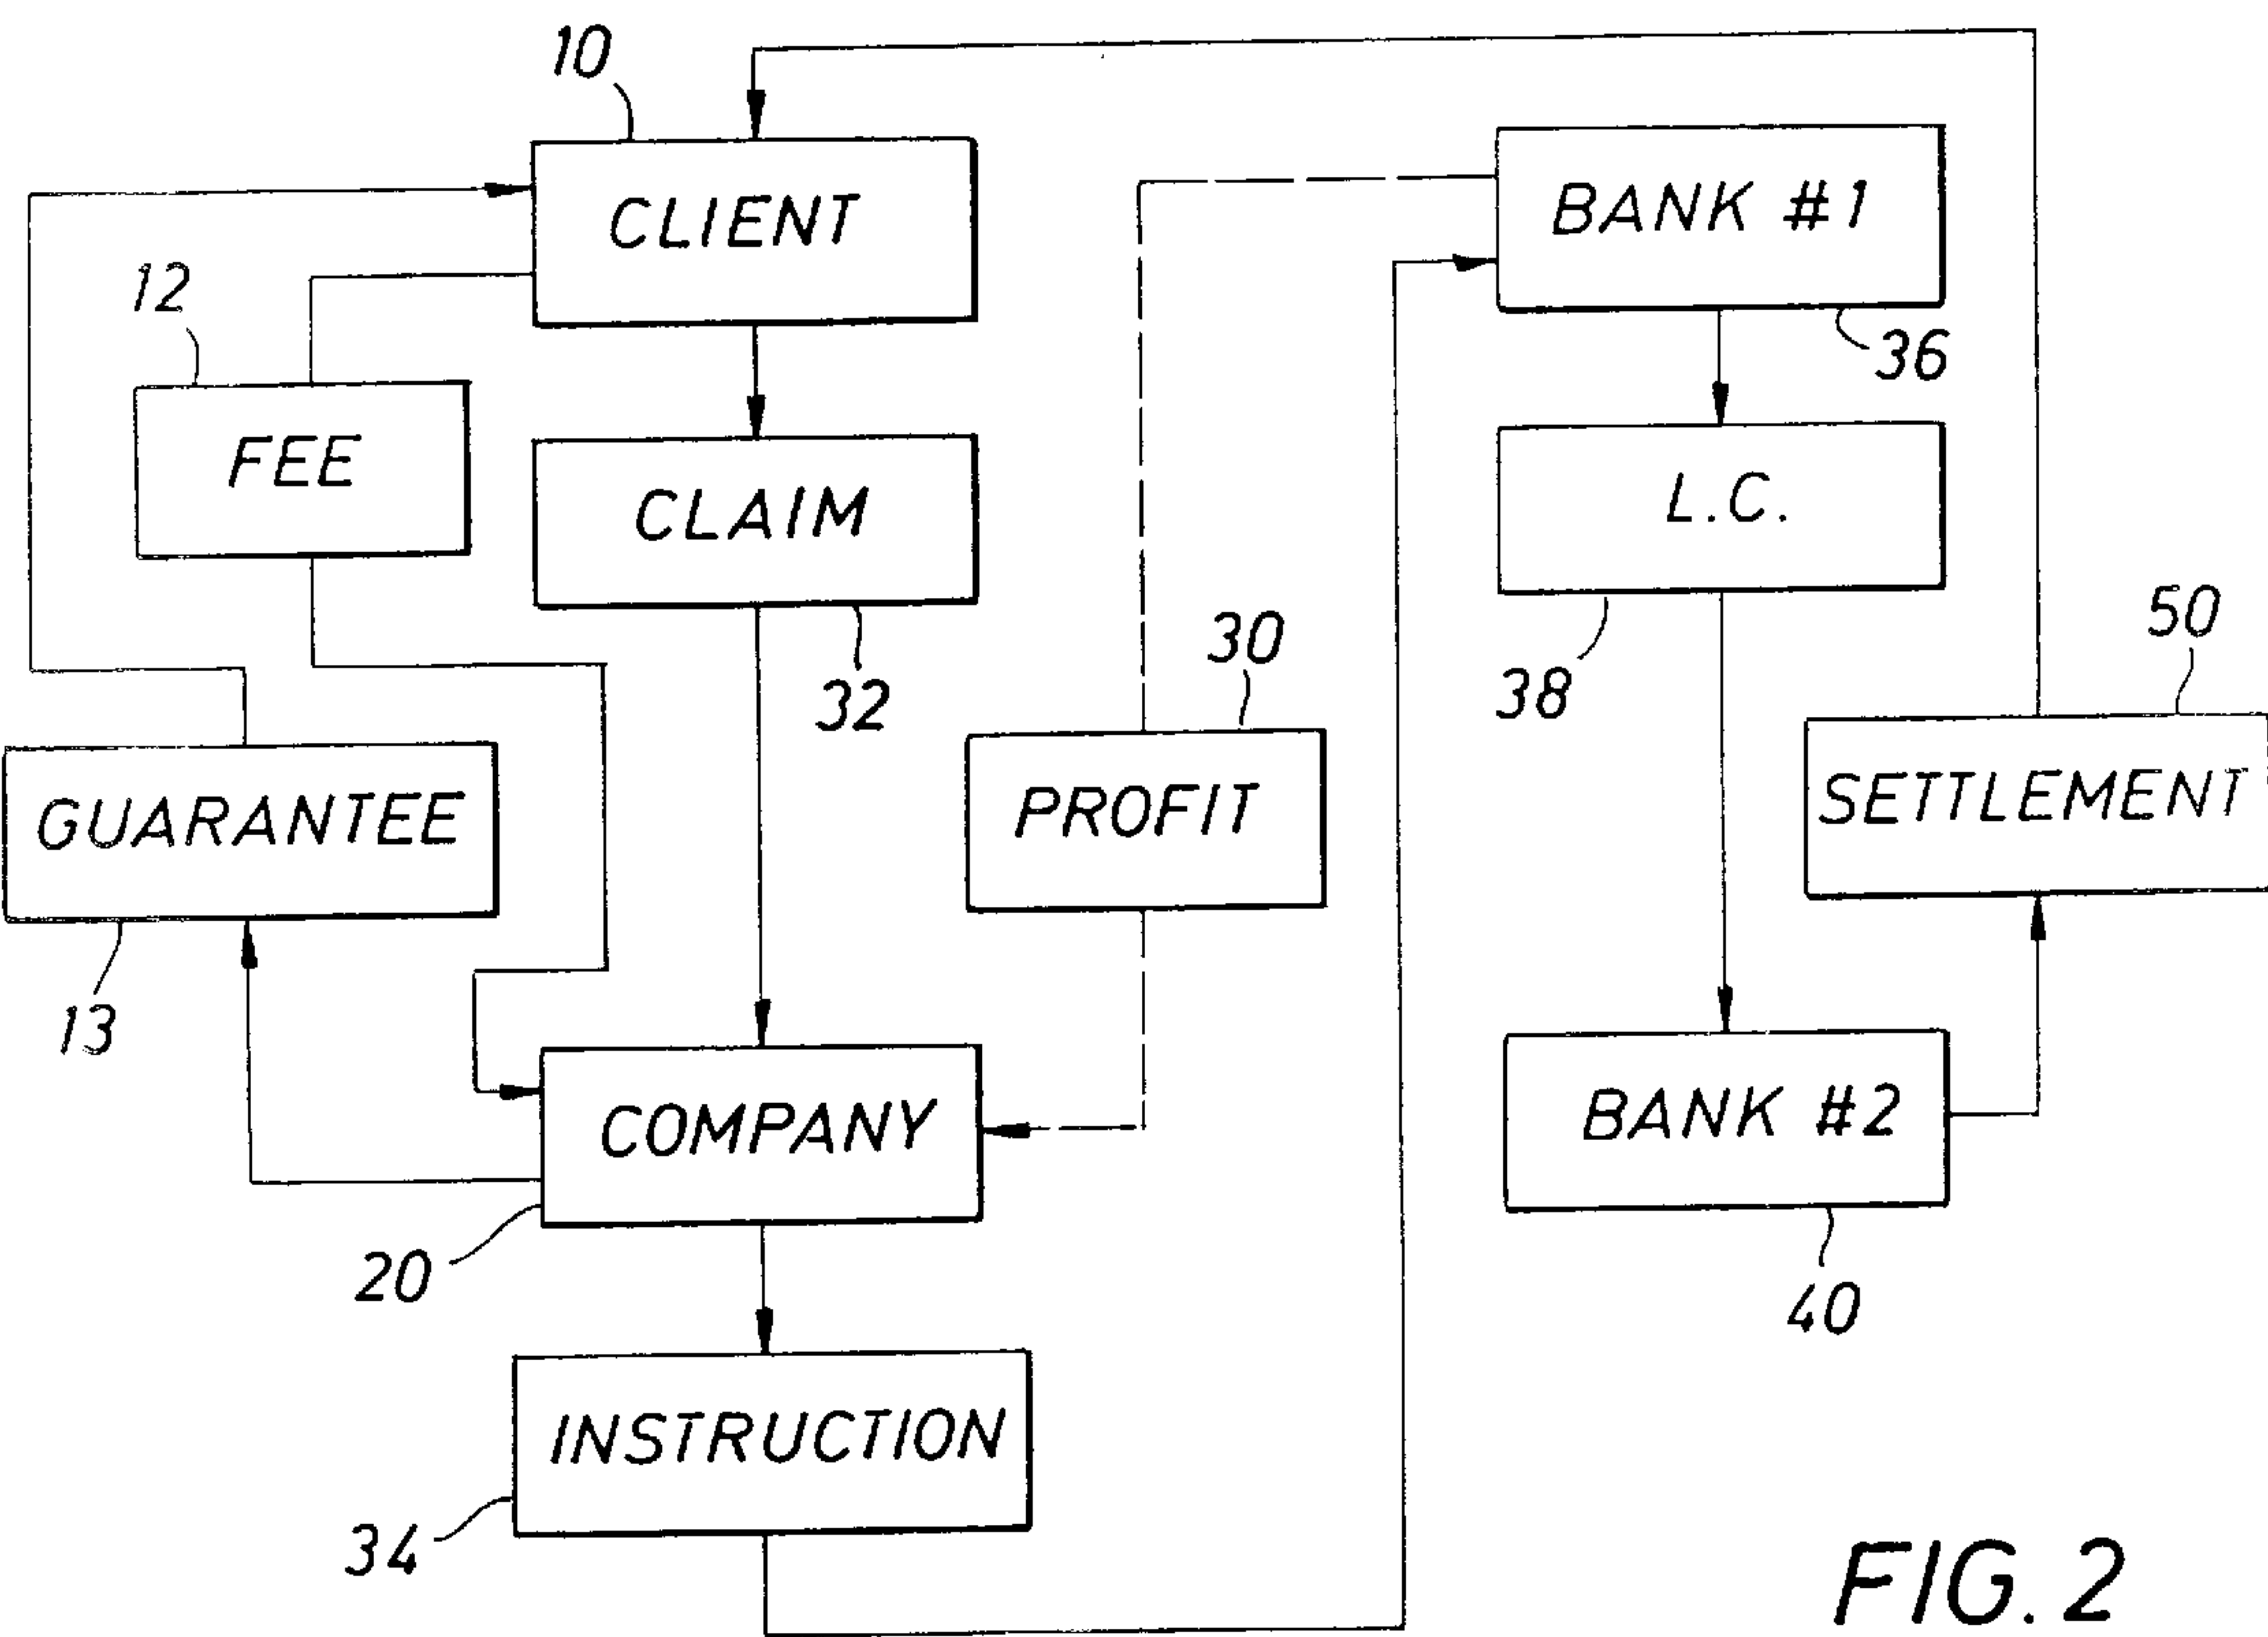 10
CLIENT
BANK #1
12
36
FEE
CLAIM
L.C.
50
30
38
32
GUARANTEE
PROFIT
SETTLEMENT
13
COMPANY
BANK #2
20
40
INSTRUCTION
34
FIG. 2